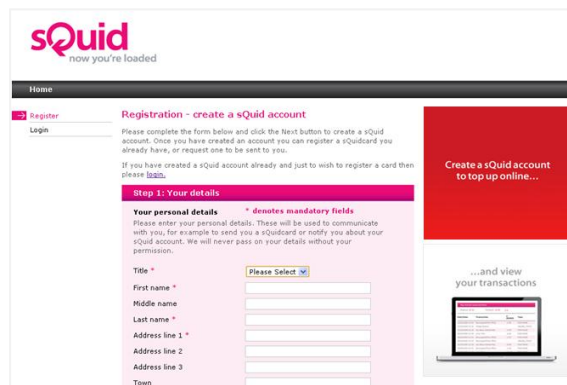 sQuid
now you're loaded
Home
Register
Login
Registration - create a sQuid account
Please complete the form below and click the Next button to create a sQuid
account. Once you have created an account you can register a sQuidcard you
already have, or request one to be sent to you.
If you have created a sQuid account already and just to wish to register a card then
please login.
Step 1: Your details
Your personal details * denotes mandatory fields
Please enter your personal details. These will be used to communicate
with you, for example to send you a sQuidcard or notify you about your
sQuid account. We will never pass on your details without your
permission.
Title * Please Select
First name *
Middle name
Last name *
Address line 1 *
Address line 2
Address line 3
Town
Create a sQuid account
to top up online...
...and view
your transactions